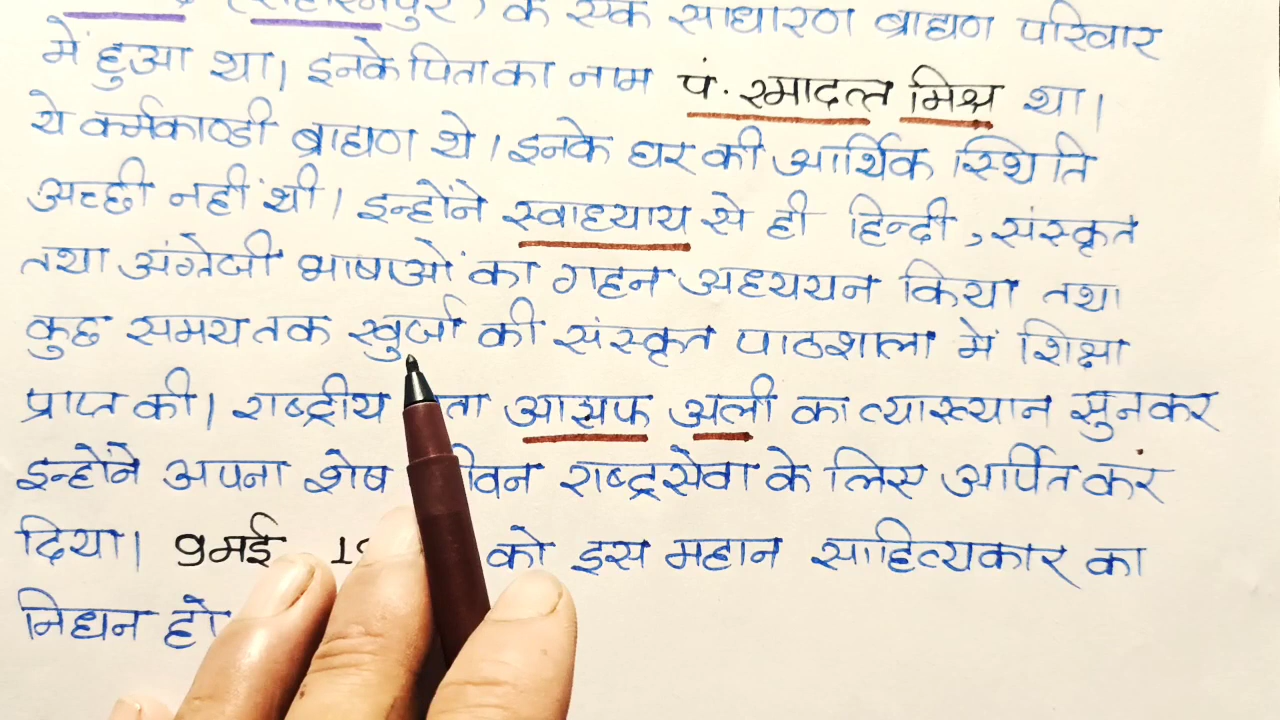 के एक साधारण ब्राह्मण परिवार
में हुआ था। इनके पिता का नाम पं. रमादत्त मिश्र था।
ये कर्मकाण्डी ब्राह्मण थे। इनके घर की आर्थिक स्थिति
अच्छी नहीं थी। इन्होंने स्वाध्याय से ही हिन्दी, संस्कृत
तथा अंग्रेजी भाषाओं का गहन अध्ययन किया तथा
कुछ समय तक खुर्जा की संस्कृत पाठशाला में शिक्षा
प्राप्त की। राष्ट्रीय आसफ अली का व्याख्यान सुनकर
इन्होंने अपना शेष राष्ट्रसेवा के लिए अर्पित कर
दिया। 9 मई को इस महान साहित्यकार का
निधन हो